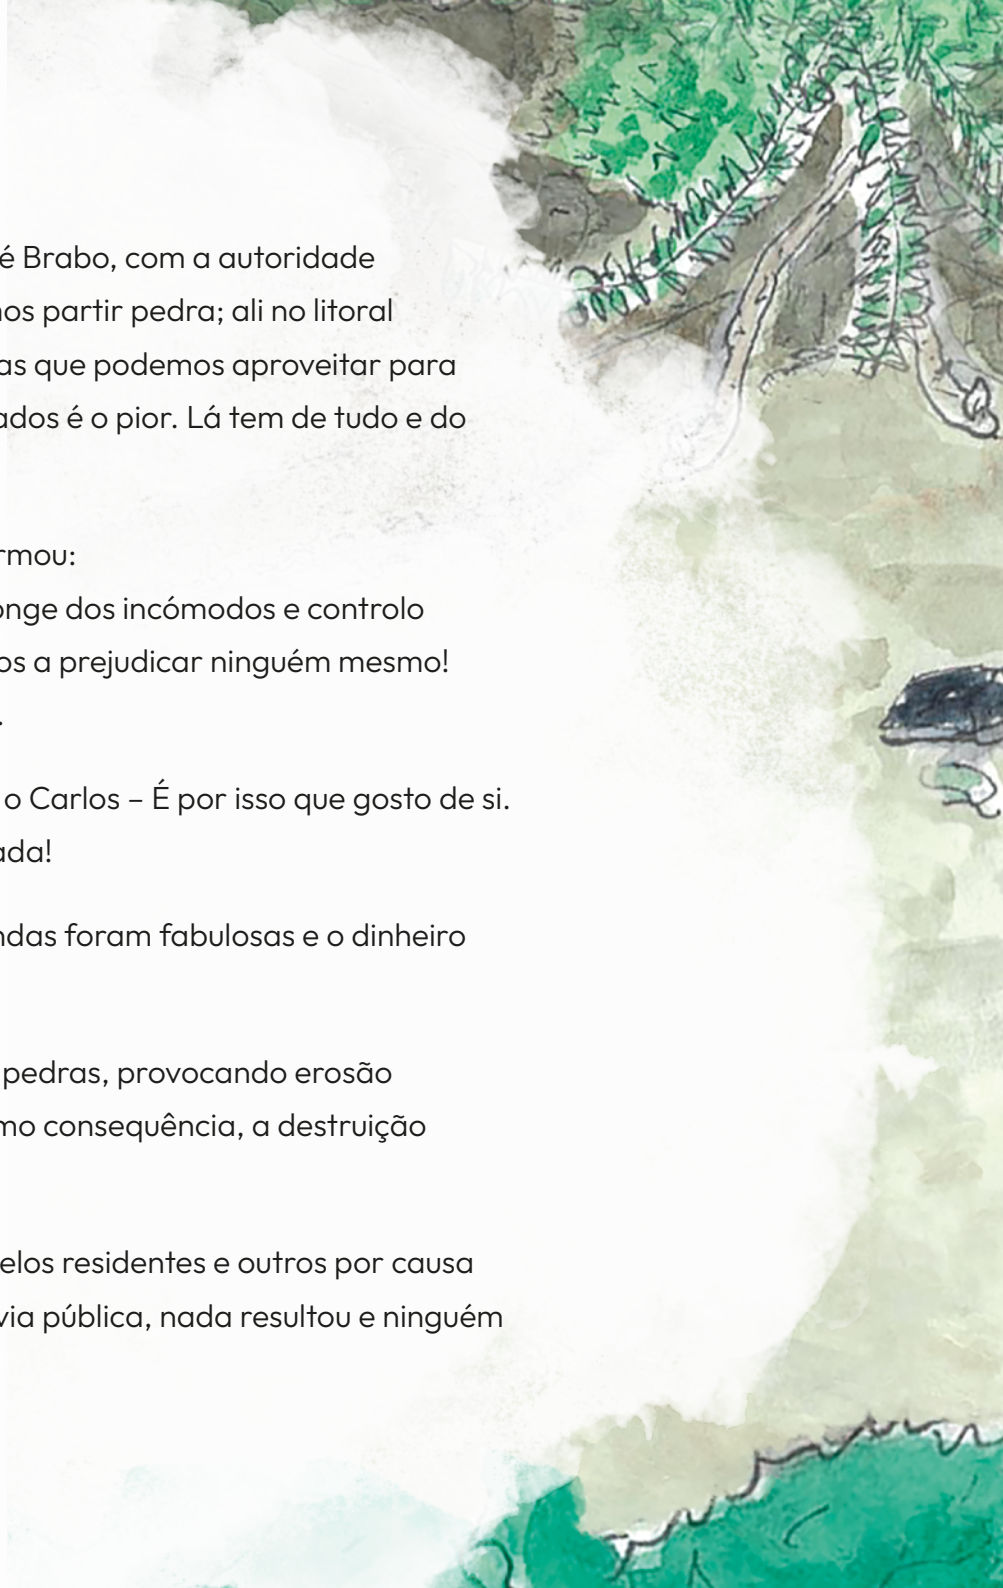 é Brabo, com a autoridade
os partir pedra; ali no litoral
as que podemos aproveitar para
ados é o pior. Lá tem de tudo e do
rmou:
onge dos incómodos e controlo
os a prejudicar ninguém mesmo!
.
o Carlos – É por isso que gosto de si.
ada!
ndas foram fabulosas e o dinheiro
pedras, provocando erosão
mo consequência, a destruição
elos residentes e outros por causa
via pública, nada resultou e ninguém